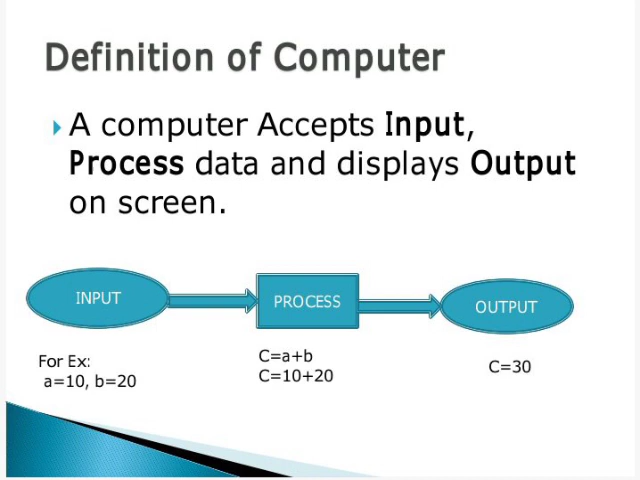 Definition of Computer
A computer Accepts Input,
Process data and displays Output
on screen.
INPUT
PROCESS
OUTPUT
For Ex:
a=10, b=20
C=a+b
C=10+20
C=30